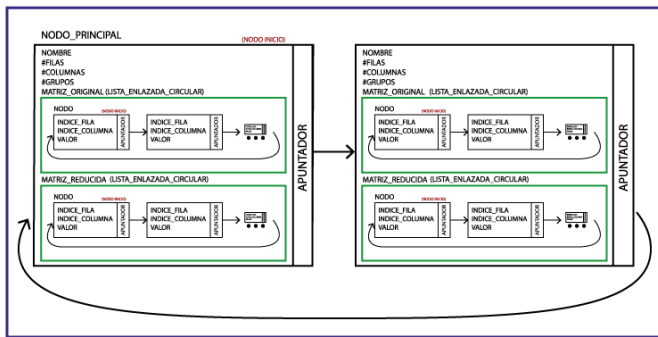 NODO_PRINCIPAL
(NODO INICIO)
NOMBRE
#FILAS
#COLUMNAS
#GRUPOS
MATRIZ_ORIGINAL (LISTA_ENLAZADA_CIRCULAR)
NODO
(NODO INICIO)
INDICE_FILA
INDICE_COLUMNA
VALOR
APUNTADOR
INDICE_FILA
INDICE_COLUMNA
VALOR
APUNTADOR
MATRIZ_REDUCIDA (LISTA_ENLAZADA_CIRCULAR)
NODO
(NODO INICIO)
INDICE_FILA
INDICE_COLUMNA
VALOR
APUNTADOR
INDICE_FILA
INDICE_COLUMNA
VALOR
APUNTADOR
APUNTADOR
NOMBRE
#FILAS
#COLUMNAS
#GRUPOS
MATRIZ_ORIGINAL (LISTA_ENLAZADA_CIRCULAR)
NODO
(NODO INICIO)
INDICE_FILA
INDICE_COLUMNA
VALOR
APUNTADOR
INDICE_FILA
INDICE_COLUMNA
VALOR
APUNTADOR
MATRIZ_REDUCIDA (LISTA_ENLAZADA_CIRCULAR)
NODO
(NODO INICIO)
INDICE_FILA
INDICE_COLUMNA
VALOR
APUNTADOR
INDICE_FILA
INDICE_COLUMNA
VALOR
APUNTADOR
APUNTADOR